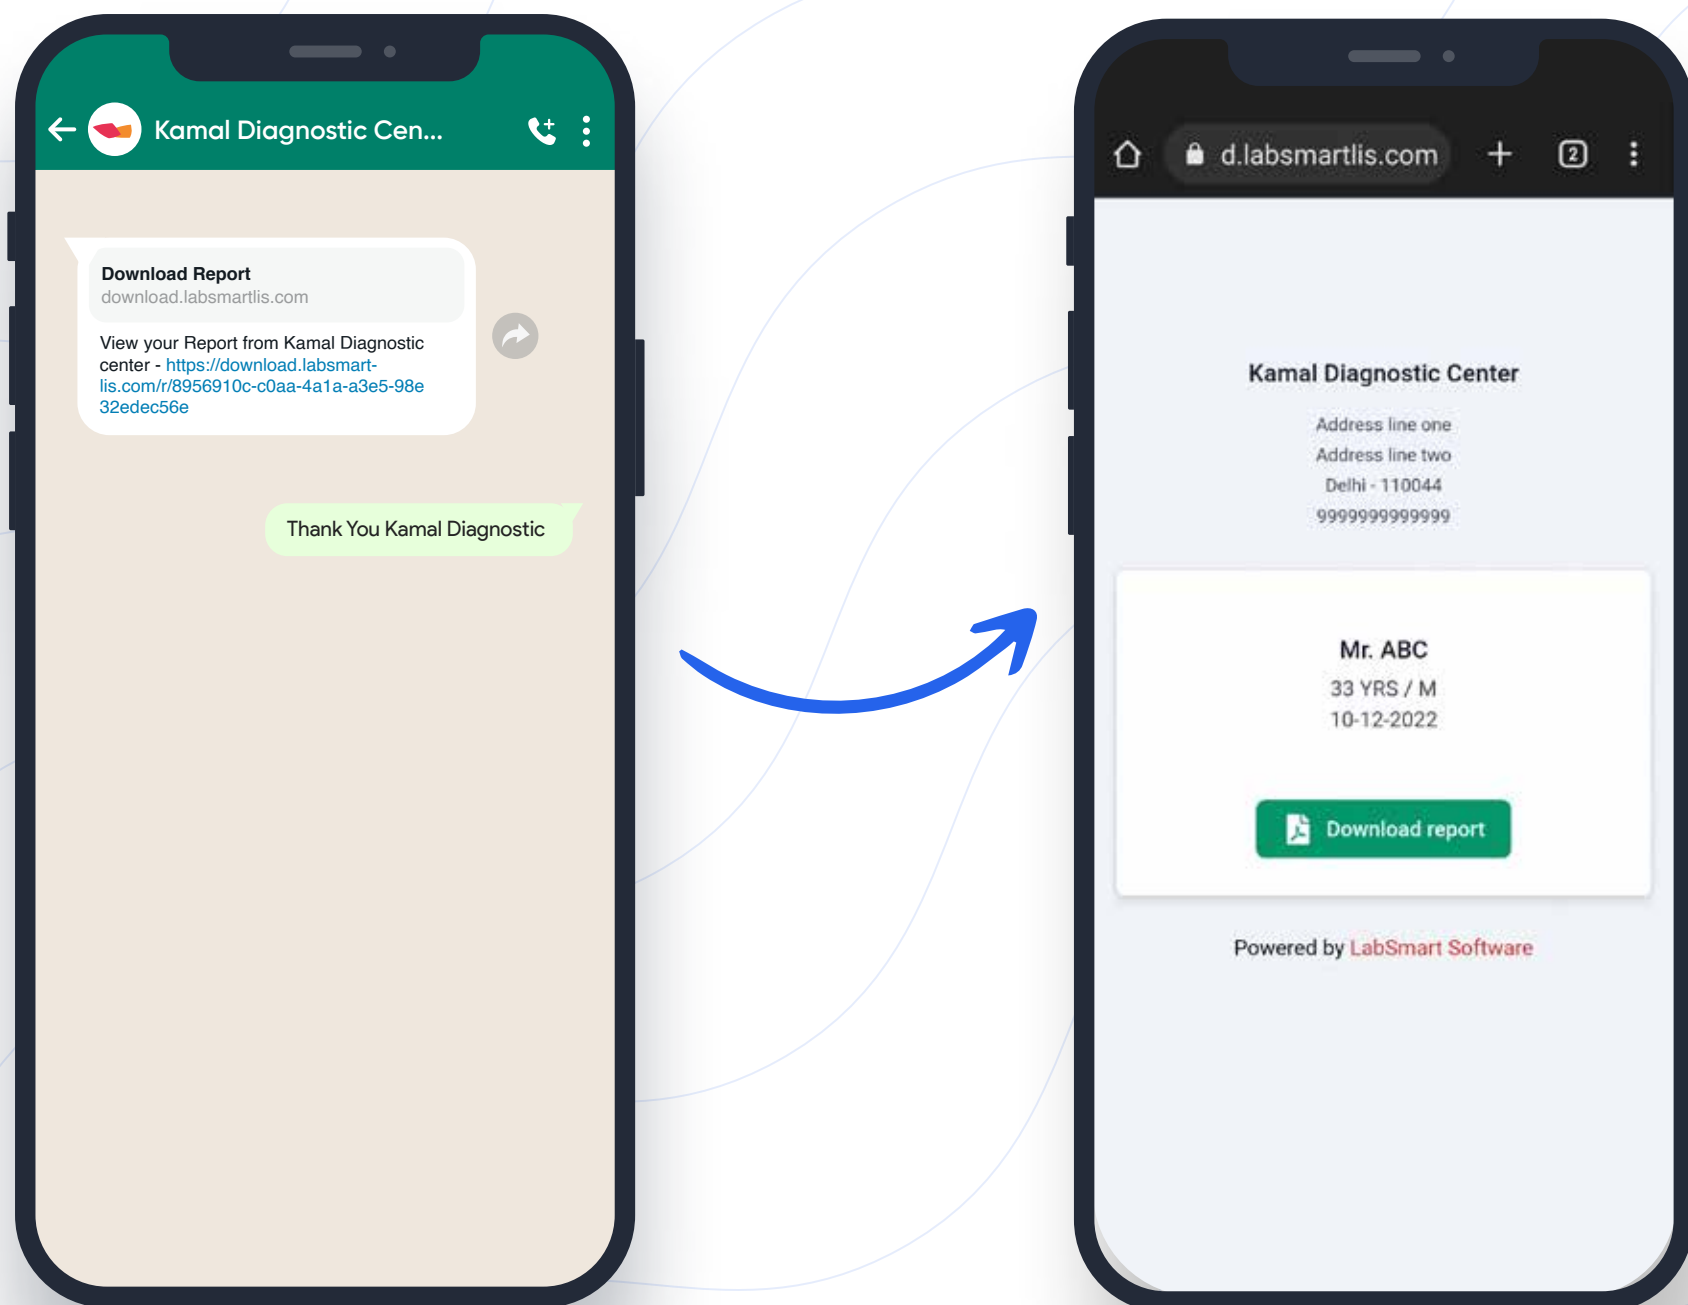 Kamal Diagnostic Cen...
Download Report
download.labsmartlis.com
View your Report from Kamal Diagnostic
center - https://download.labsmart-
lis.com/r/8956910c-c0aa-4a1a-a3e5-98e
32edec56e
Thank You Kamal Diagnostic
d.labsmartlis.com
2
Kamal Diagnostic Center
Address line one
Address line two
Delhi - 110044
9999999999999
Mr. ABC
33 YRS / M
10-12-2022
Download report
Powered by LabSmart Software